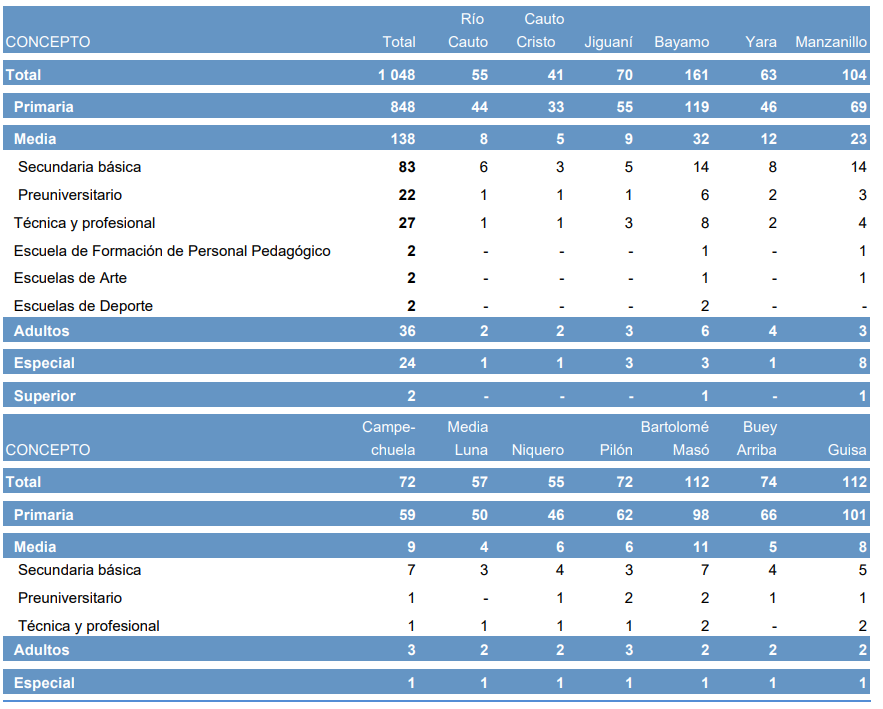 CONCEPTO Total Río Cauto Cauto Cristo Jiguaní Bayamo Yara Manzanillo
Total 1 048 55 41 70 161 63 104
Primaria 848 44 33 55 119 46 69
Media 138 8 5 9 32 12 23
Secundaria básica 83 6 3 5 14 8 14
Preuniversitario 22 1 1 1 6 2 3
Técnica y profesional 27 1 1 3 8 2 4
Escuela de Formación de Personal Pedagógico 2 - - - 1 - 1
Escuelas de Arte 2 - - - 1 - 1
Escuelas de Deporte 2 - - - 2 - -
Adultos 36 2 2 3 6 4 3
Especial 24 1 1 3 3 1 8
Superior 2 - - - 1 - 1
CONCEPTO Campe-chuela Media Luna Niquero Pilón Bartolomé Masó Buey Arriba Guisa
Total 72 57 55 72 112 74 112
Primaria 59 50 46 62 98 66 101
Media 9 4 6 6 11 5 8
Secundaria básica 7 3 4 3 7 4 5
Preuniversitario 1 - 1 2 2 1 1
Técnica y profesional 1 1 1 1 2 - 2
Adultos 3 2 2 3 2 2 2
Especial 1 1 1 1 1 1 1